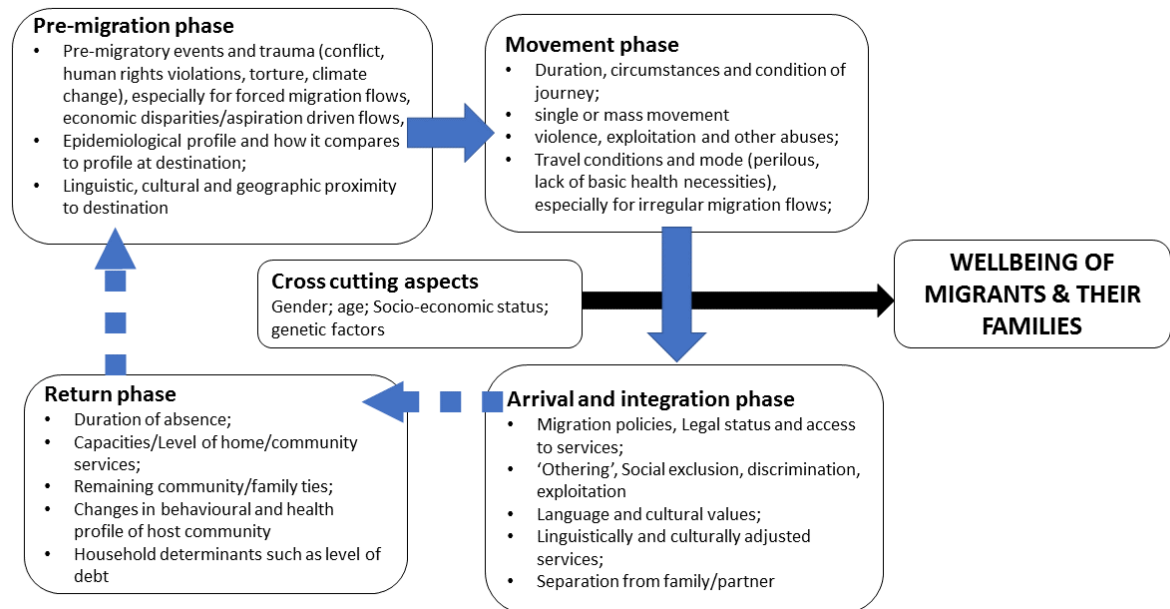 Pre-migration phase
• Pre-migratory events and trauma (conflict,
human rights violations, torture, climate
change), especially for forced migration flows,
economic disparities/aspiration driven flows,
• Epidemiological profile and how it compares
to profile at destination;
• Linguistic, cultural and geographic proximity
to destination
Movement phase
• Duration, circumstances and condition of
journey;
• single or mass movement
• violence, exploitation and other abuses;
• Travel conditions and mode (perilous,
lack of basic health necessities),
especially for irregular migration flows;
Cross cutting aspects
Gender; age; Socio-economic status;
genetic factors
WELLBEING OF
MIGRANTS & THEIR
FAMILIES
Return phase
• Duration of absence;
• Capacities/Level of home/community
services;
• Remaining community/family ties;
• Changes in behavioural and health
profile of host community
• Household determinants such as level of
debt
Arrival and integration phase
• Migration policies, Legal status and access
to services;
• ‘Othering’, Social exclusion, discrimination,
exploitation
• Language and cultural values;
• Linguistically and culturally adjusted
services;
• Separation from family/partner